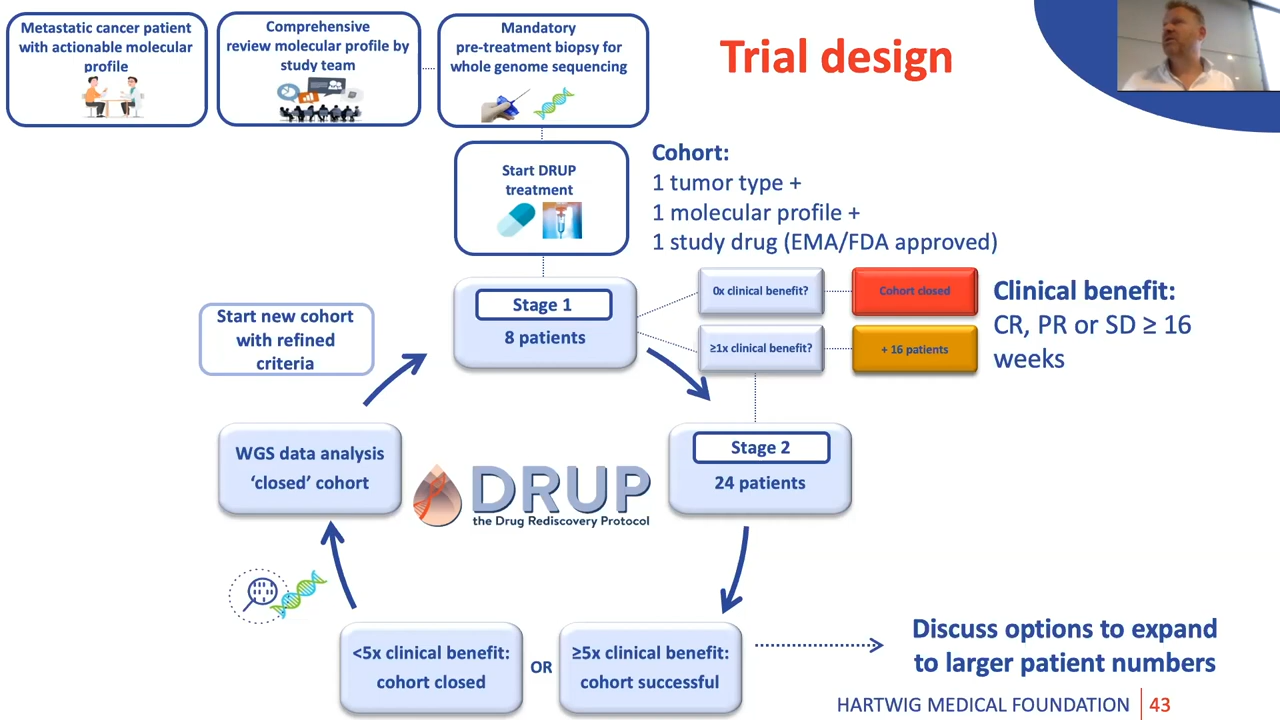 Metastatic cancer patient
with actionable molecular
profile
Comprehensive
review molecular profile by
study team
Mandatory
pre-treatment biopsy for
whole genome sequencing
Trial design
Start DRUP
treatment
Cohort:
1 tumor type +
1 molecular profile +
1 study drug (EMA/FDA approved)
Stage 1
8 patients
0x clinical benefit?
Cohort closed
≥1x clinical benefit?
+ 16 patients
Clinical benefit:
CR, PR or SD ≥ 16
weeks
Start new cohort
with refined
criteria
WGS data analysis
‘closed’ cohort
DRUP
the Drug Rediscovery Protocol
Stage 2
24 patients
<5x clinical benefit:
cohort closed
OR
≥5x clinical benefit:
cohort successful
Discuss options to expand
to larger patient numbers
HARTWIG MEDICAL FOUNDATION 43